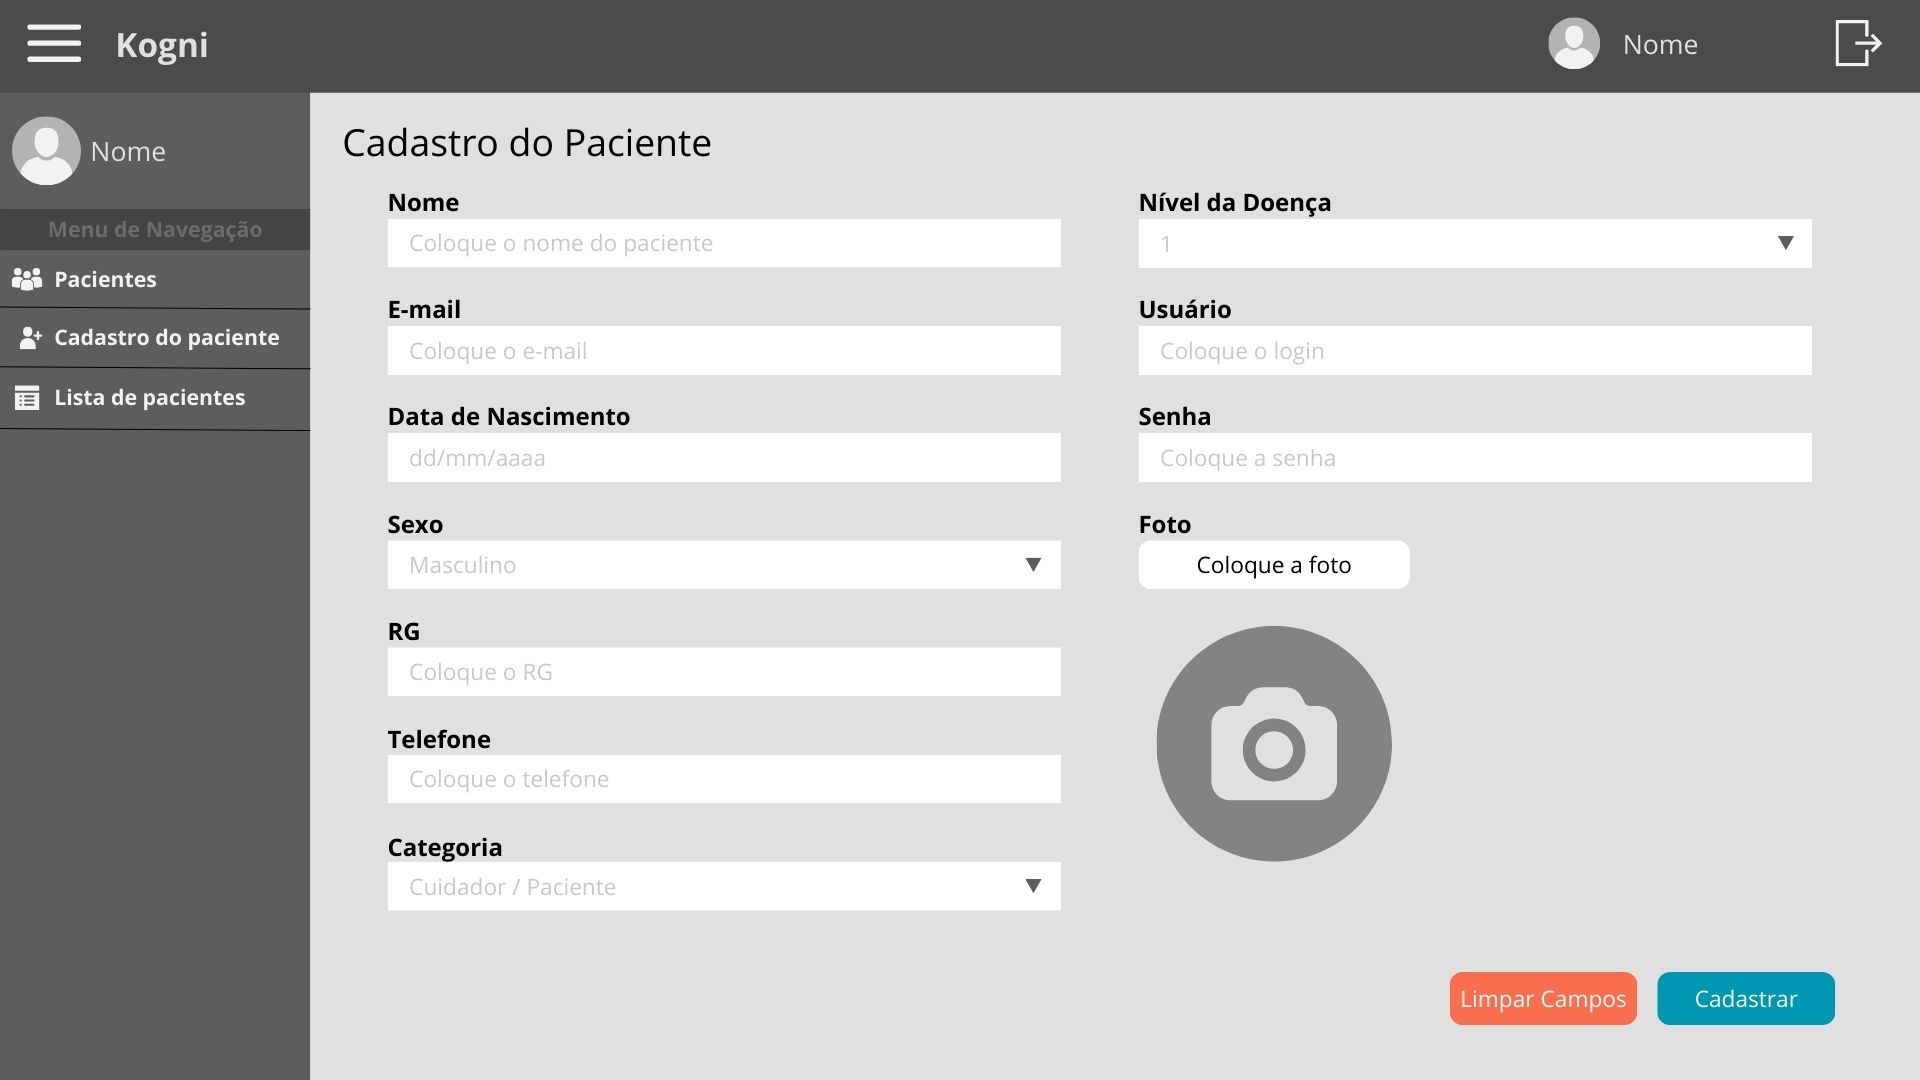 Kogni
Nome
Nome
Menu de Navegação
Pacientes
Cadastro do paciente
Lista de pacientes
Cadastro do Paciente
Nome
Coloque o nome do paciente
E-mail
Coloque o e-mail
Data de Nascimento
dd/mm/aaaa
Sexo
Masculino
RG
Coloque o RG
Telefone
Coloque o telefone
Categoria
Cuidador / Paciente
Nível da Doença
1
Usuário
Coloque o login
Senha
Coloque a senha
Foto
Coloque a foto
Limpar Campos
Cadastrar